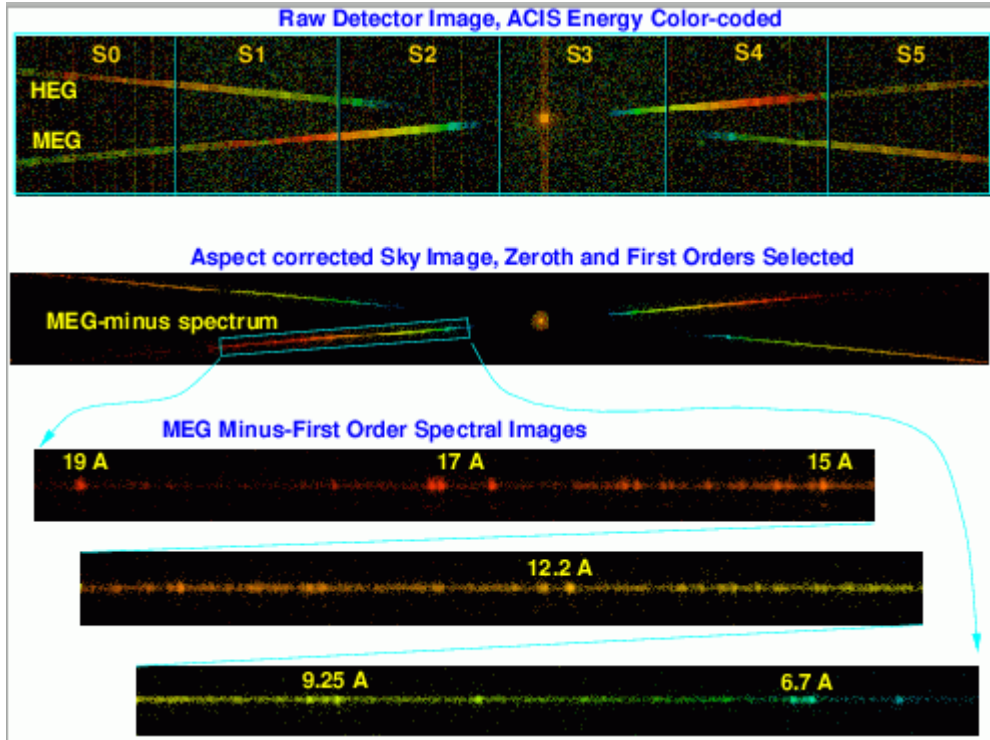 Raw Detector Image, ACIS Energy Color-coded
S0 S1 S2 S3 S4 S5
HEG
MEG
Aspect corrected Sky Image, Zeroth and First Orders Selected
MEG-minus spectrum
MEG Minus-First Order Spectral Images
19 A 17 A 15 A
12.2 A
9.25 A 6.7 A